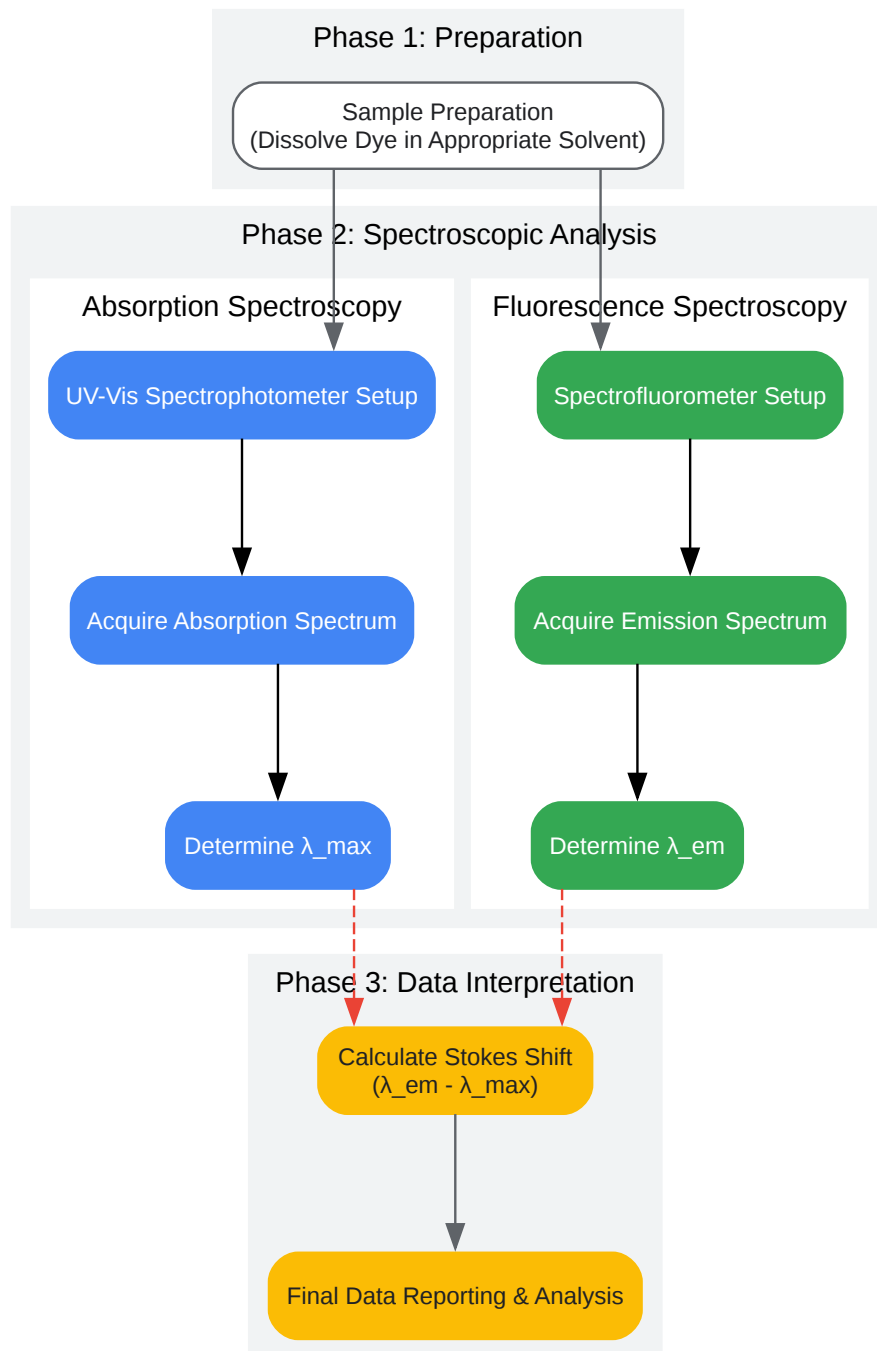 Phase 1: Preparation
Sample Preparation
(Dissolve Dye in Appropriate Solvent)
Phase 2: Spectroscopic Analysis
Absorption Spectroscopy
Fluorescence Spectroscopy
UV-Vis Spectrophotometer Setup
Spectrofluorometer Setup
Acquire Absorption Spectrum
Acquire Emission Spectrum
Determine λ_max
Determine λ_em
Phase 3: Data Interpretation
Calculate Stokes Shift
(λ_em - λ_max)
Final Data Reporting & Analysis